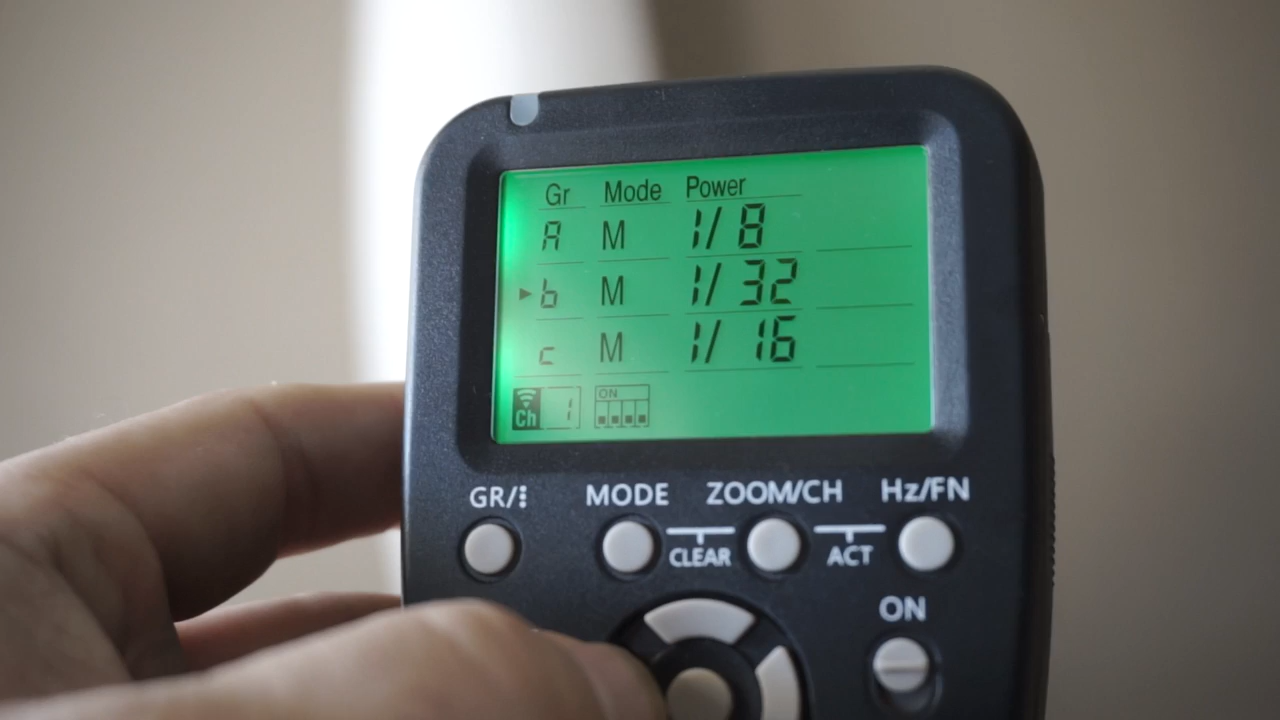 Gr Mode Power
A M 1/ 8
b M 1/ 32
c M 1/ 16
Ch 1 ON
GR/⁝ MODE ZOOM/CH Hz/FN
CLEAR ACT
ON